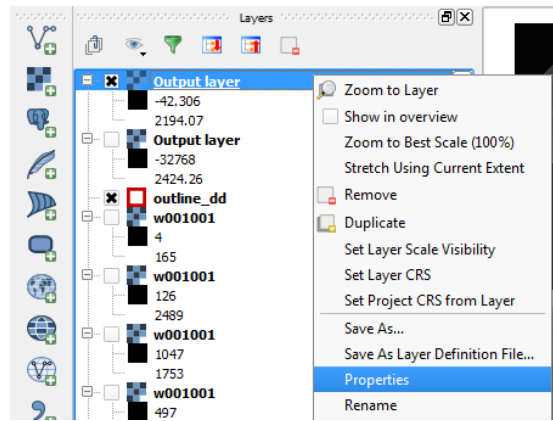 Layers
Output layer
-42.306
2194.07
Output layer
-32768
2424.26
outline_dd
w001001
4
165
w001001
126
2489
w001001
1047
1753
w001001
497
Zoom to Layer
Show in overview
Zoom to Best Scale (100%)
Stretch Using Current Extent
Remove
Duplicate
Set Layer Scale Visibility
Set Layer CRS
Set Project CRS from Layer
Save As...
Save As Layer Definition File...
Properties
Rename